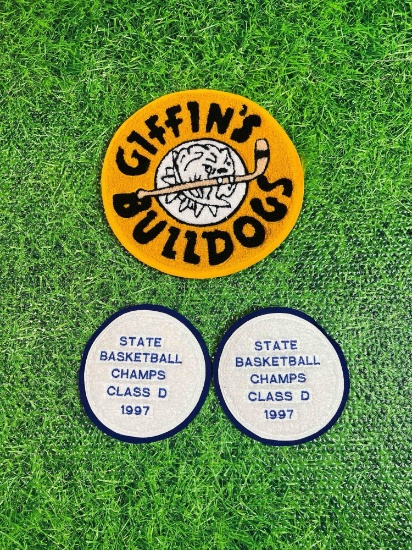 GIFFIN'S
BULLDOGS
STATE
BASKETBALL
CHAMPS
CLASS D
1997
STATE
BASKETBALL
CHAMPS
CLASS D
1997